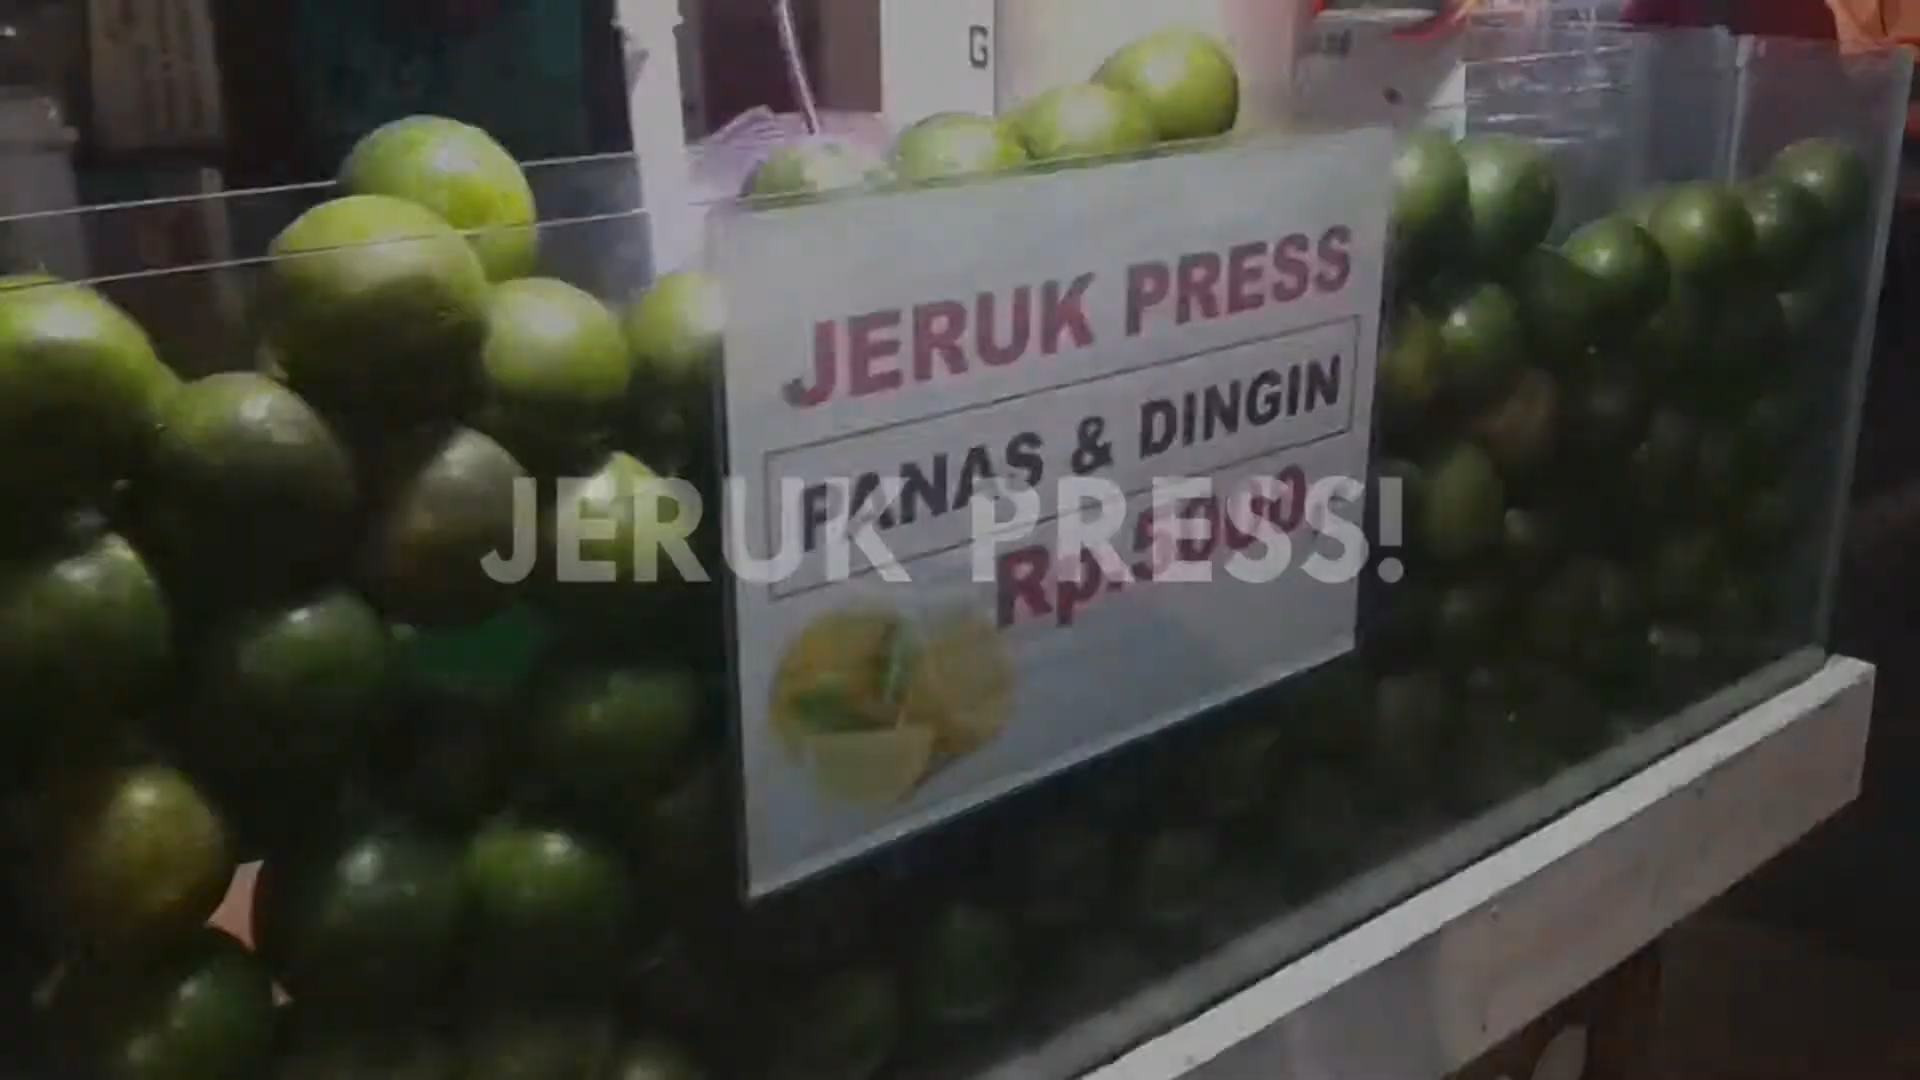 G
JERUK PRESS
PANAS & DINGIN
Rp.5000,-
JERUK PRESS!